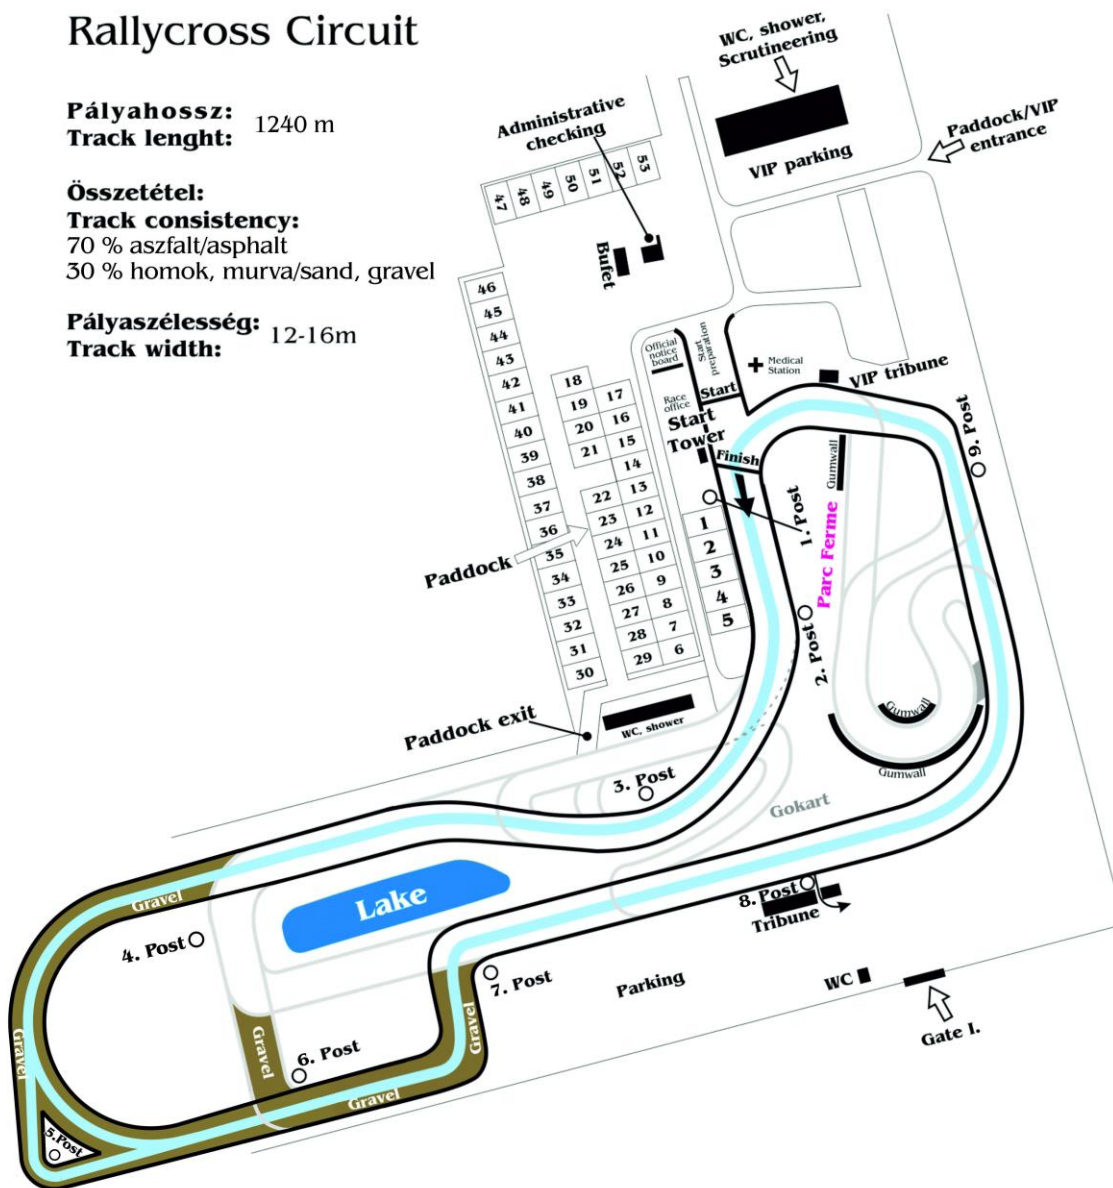 Rallycross Circuit
Pályahossz:
Track lenght:
1240 m
Összetétel:
Track consistency:
70 % aszfalt/asphalt
30 % homok, murva/sand, gravel
Pályaszélesség:
Track width:
12-16m
WC, shower,
Scrutineering
VIP parking
Paddock/VIP
entrance
Administrative
checking
47 48 49 50 51 52 53
Bufet
46
45
44
43
42
41
40
39
38
37
36
35
34
33
32
31
30
18
19
20
21
22
23
24
25
26
27
28
29
17
16
15
14
13
12
11
10
9
8
7
6
Official
notice
board
Start
preparation
Medical
Station
VIP tribune
Race
office
Start
Start
Tower
Finish
1
2
3
4
5
1. Post
2. Post
Gumwall
Parc Ferme
9. Post
Gumwall
Gumwall
Paddock
Paddock exit
WC, shower
3. Post
Gokart
Lake
Gravel
4. Post
Gravel
5.Post
Gravel
6. Post
Gravel
Gravel
7. Post
8. Post
Tribune
Parking
WC
Gate I.